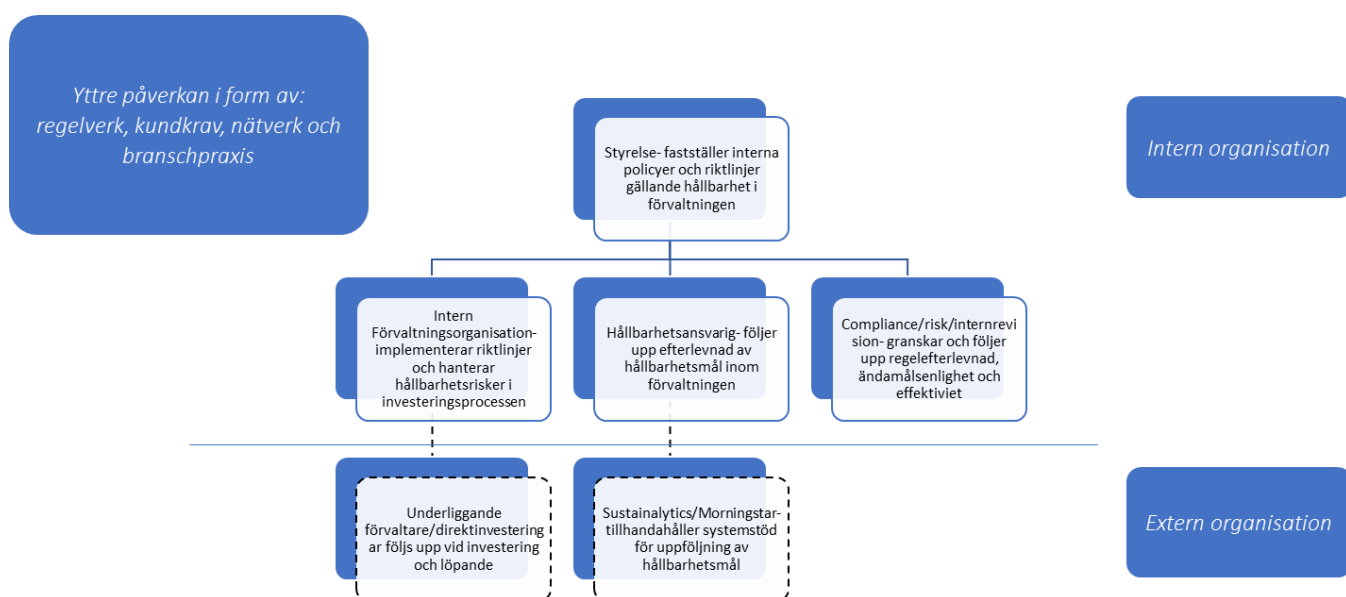 Yttre påverkan i form av:
regelverk, kundkrav, nätverk och
branschpraxis
Styrelse- fastställer interna
policyer och riktlinjer
gällande hållbarhet i
förvaltningen
Intern organisation
Intern
Förvaltningsorganisation-
implementerar riktlinjer
och hanterar
hållbarhetsrisker i
investeringsprocessen
Hållbarhetsansvarig- följer
upp efterlevnad av
hållbarhetsmål inom
förvaltningen
Compliance/risk/internrevi
sion- granskar och följer
upp regelefterlevnad,
ändamålsenlighet och
effektiviet
Underliggande
förvaltare/direktinvestering
ar följs upp vid investering
och löpande
Sustainalytics/Morningstar-
tillhandahåller systemstöd
för uppföljning av
hållbarhetsmål
Extern organisation